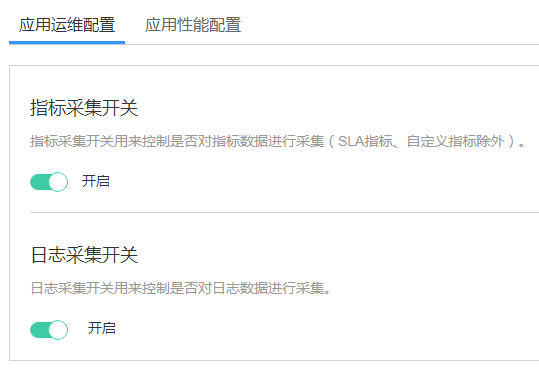 应用运维配置 应用性能配置
指标采集开关
指标采集开关用来控制是否对指标数据进行采集（SLA指标、自定义指标除外）。
开启
日志采集开关
日志采集开关用来控制是否对日志数据进行采集。
开启